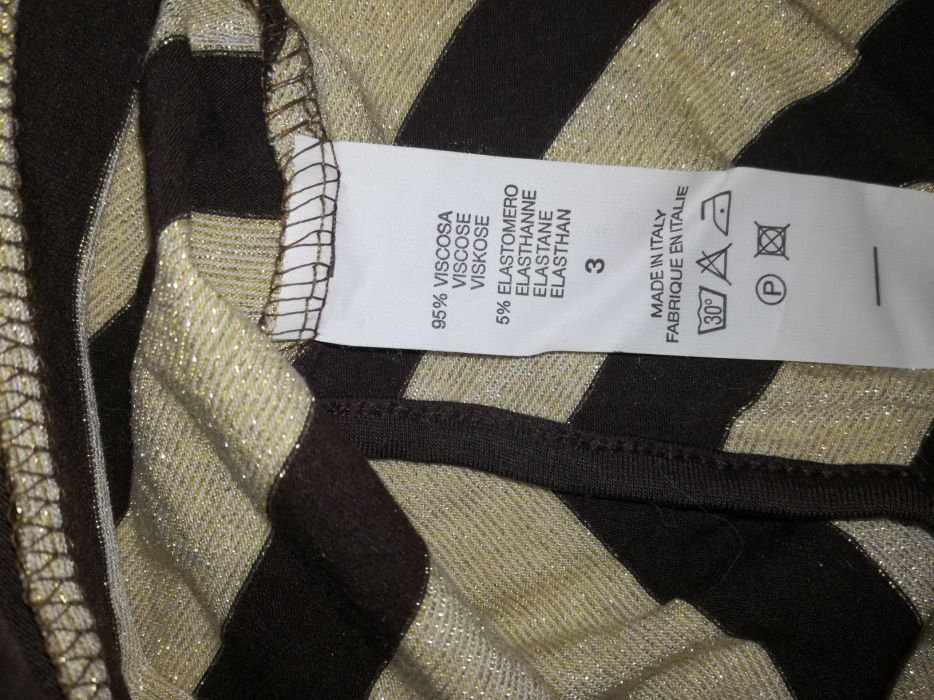 95% VISCOSA
VISCOSE
VISKOSE
5% ELASTOMERO
ELASTHANNE
ELASTANE
ELASTHAN
3
MADE IN ITALY
FABRIQUE EN ITALIE
30°
P